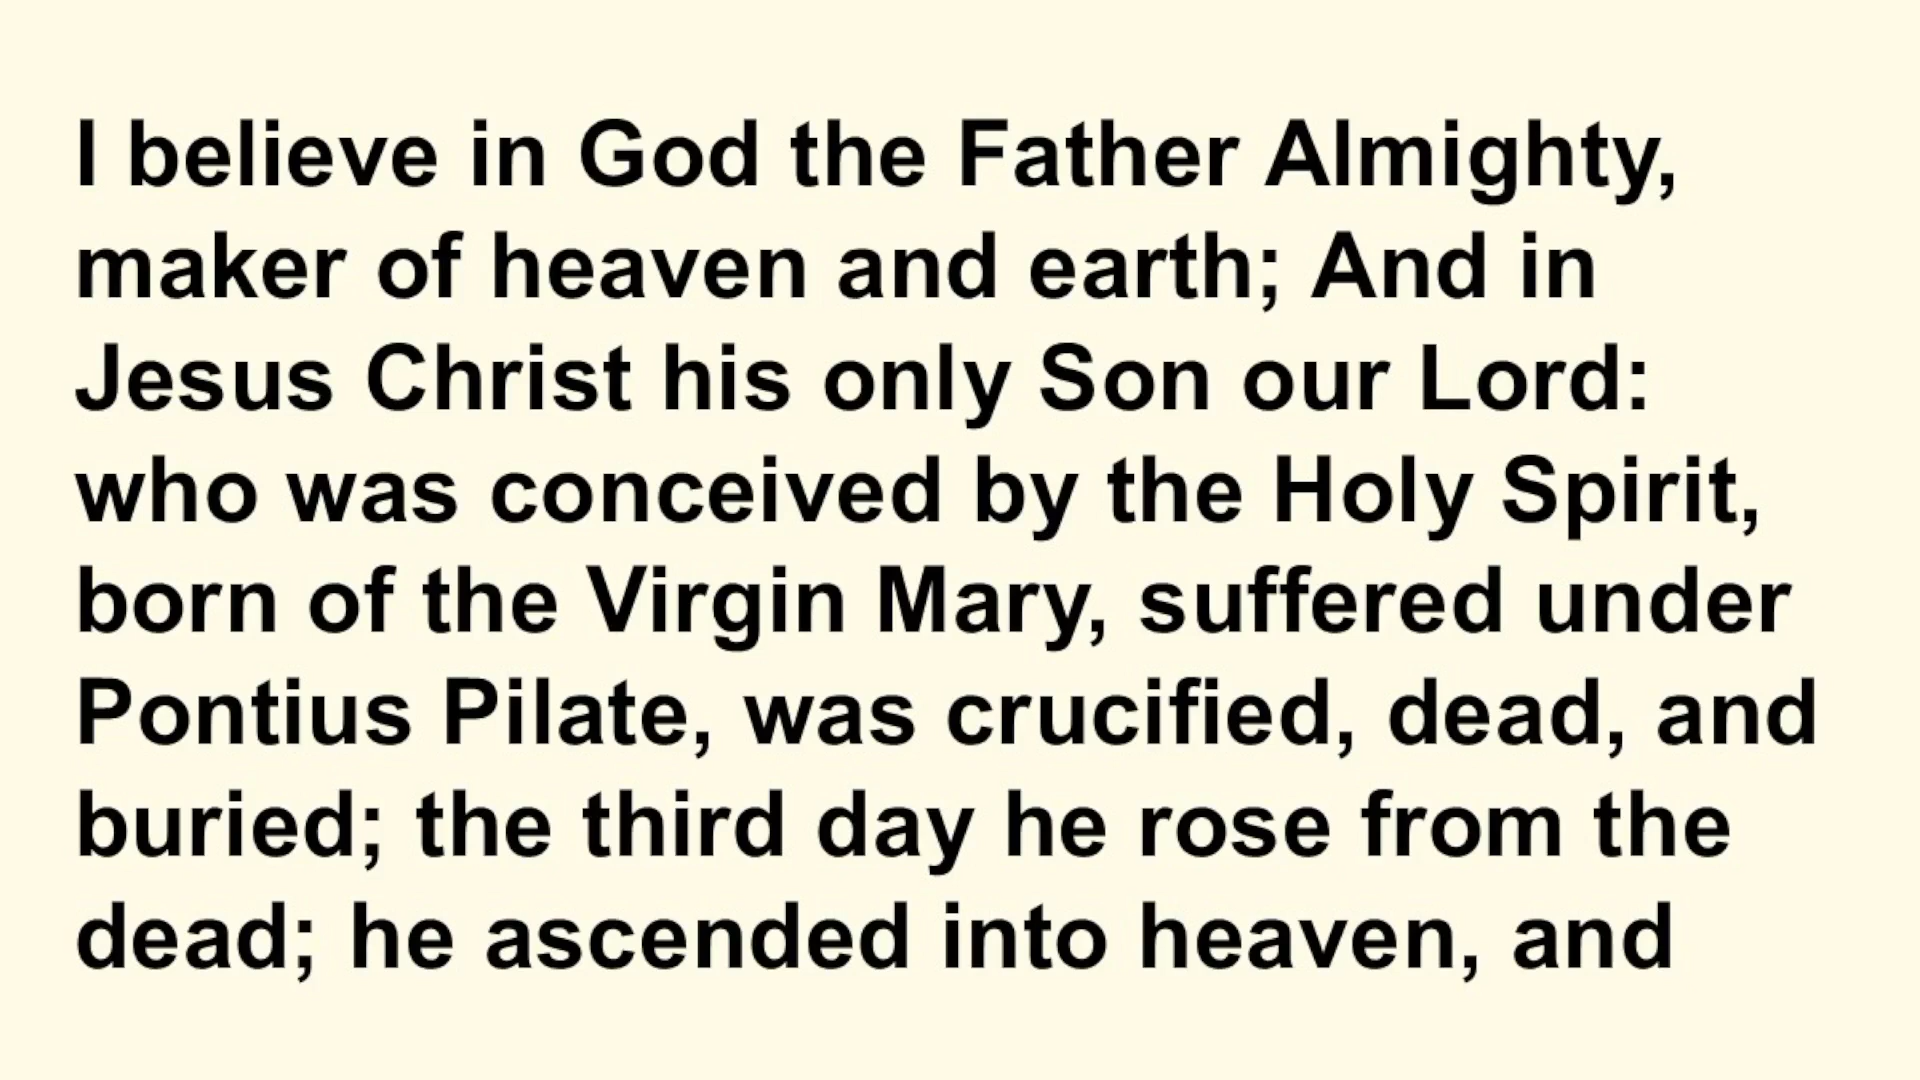 I believe in God the Father Almighty,
maker of heaven and earth; And in
Jesus Christ his only Son our Lord:
who was conceived by the Holy Spirit,
born of the Virgin Mary, suffered under
Pontius Pilate, was crucified, dead, and
buried; the third day he rose from the
dead; he ascended into heaven, and